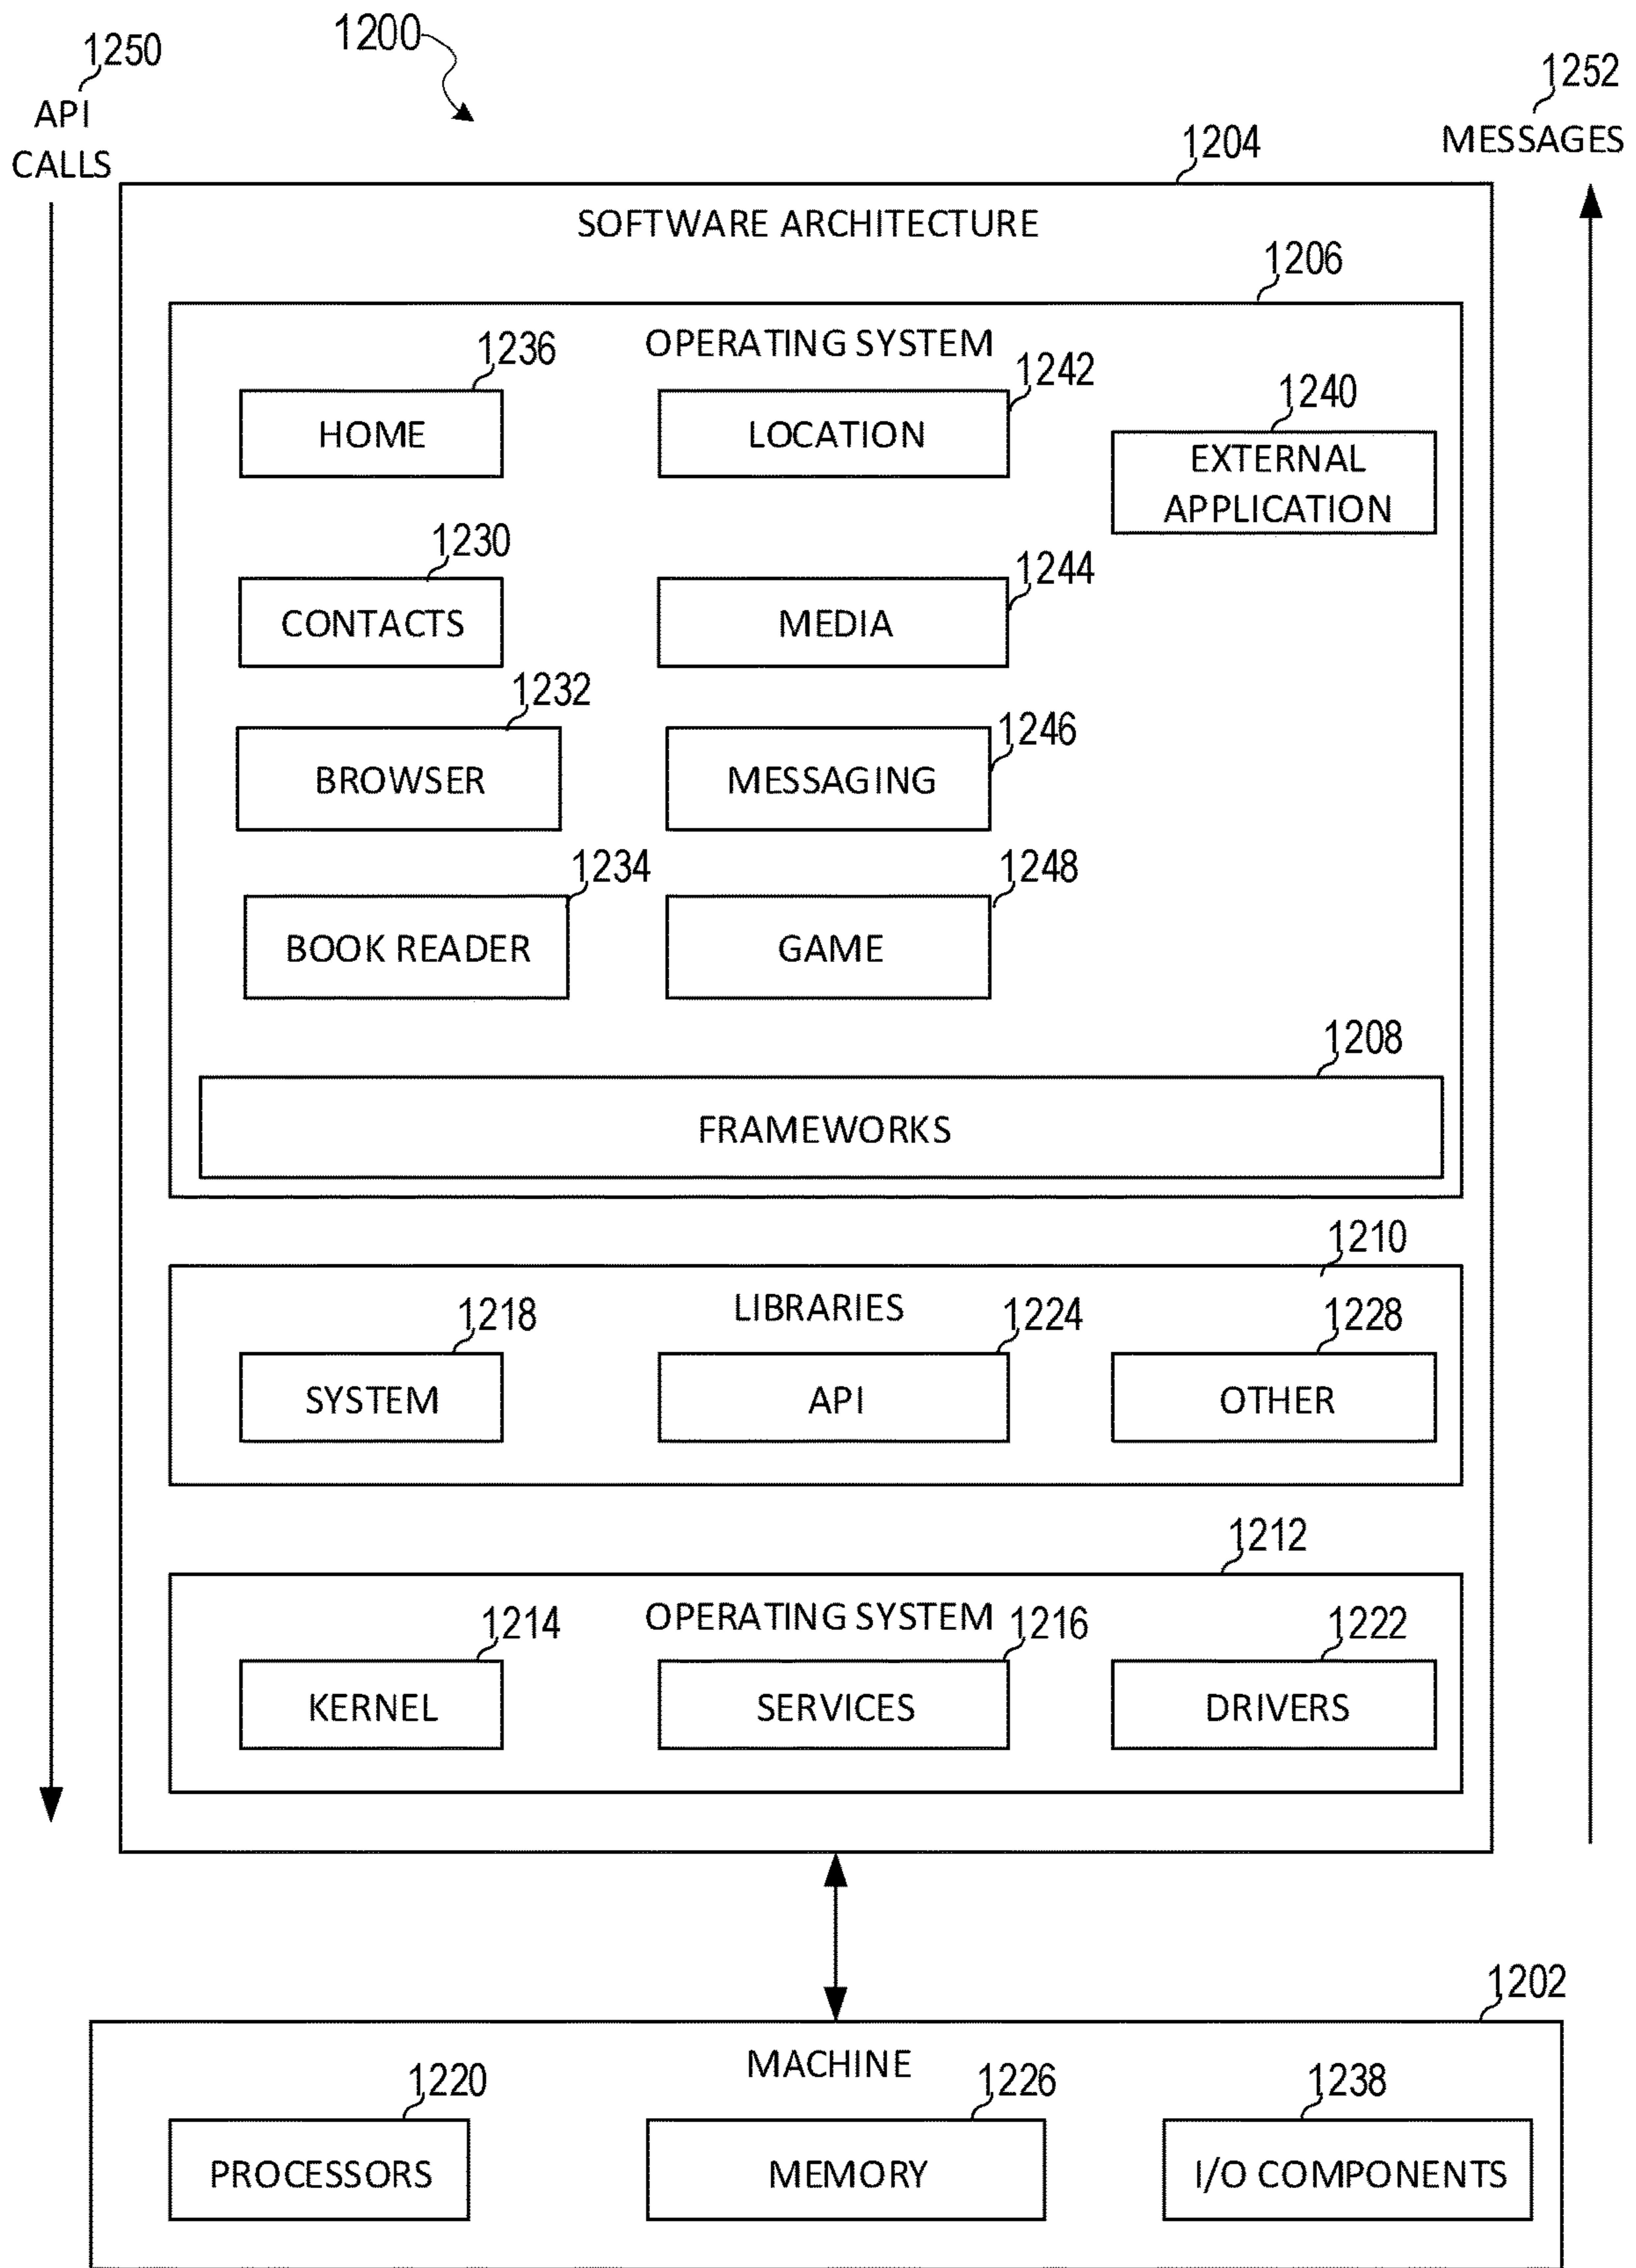 1200
1250
API
CALLS
1252
MESSAGES
1204
SOFTWARE ARCHITECTURE
1206
OPERATING SYSTEM
1236
HOME
1242
LOCATION
1240
EXTERNAL
APPLICATION
1230
CONTACTS
1244
MEDIA
1232
BROWSER
1246
MESSAGING
1234
BOOK READER
1248
GAME
1208
FRAMEWORKS
1210
LIBRARIES
1218
SYSTEM
1224
API
1228
OTHER
1212
OPERATING SYSTEM
1214
KERNEL
1216
SERVICES
1222
DRIVERS
1202
MACHINE
1220
PROCESSORS
1226
MEMORY
1238
I/O COMPONENTS